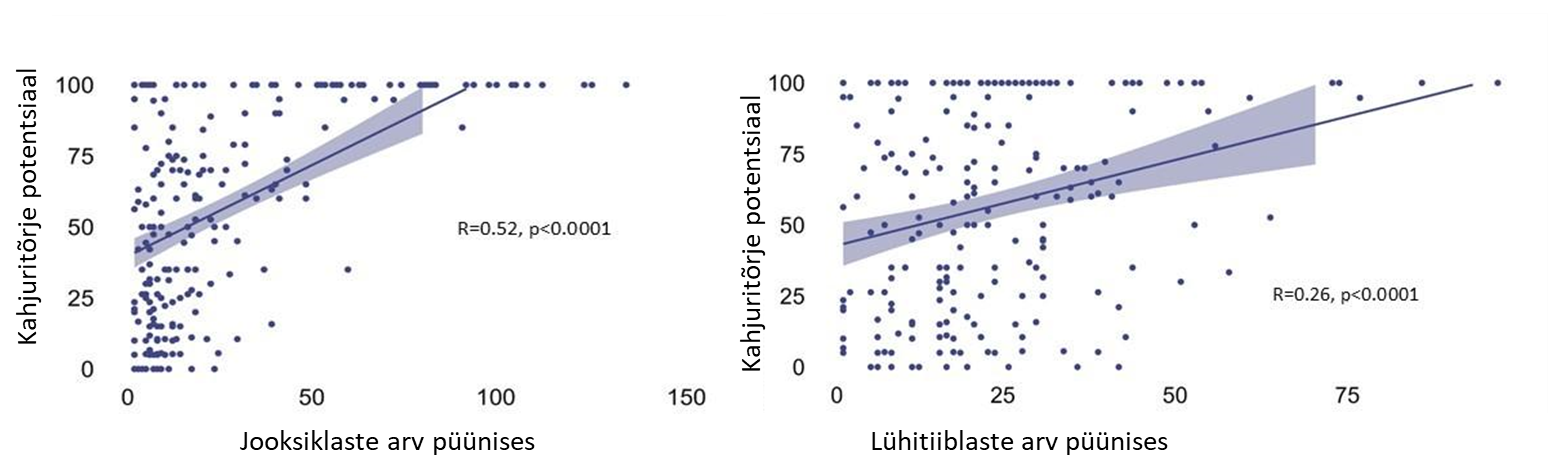 Kahjuritõrje potentsiaal
100
75
50
25
0
0 50 100 150
R=0.52, p<0.0001
Jooksiklaste arv püünises
Kahjuritõrje potentsiaal
100
75
50
25
0
0 25 50 75
R=0.26, p<0.0001
Lühitiiblaste arv püünises